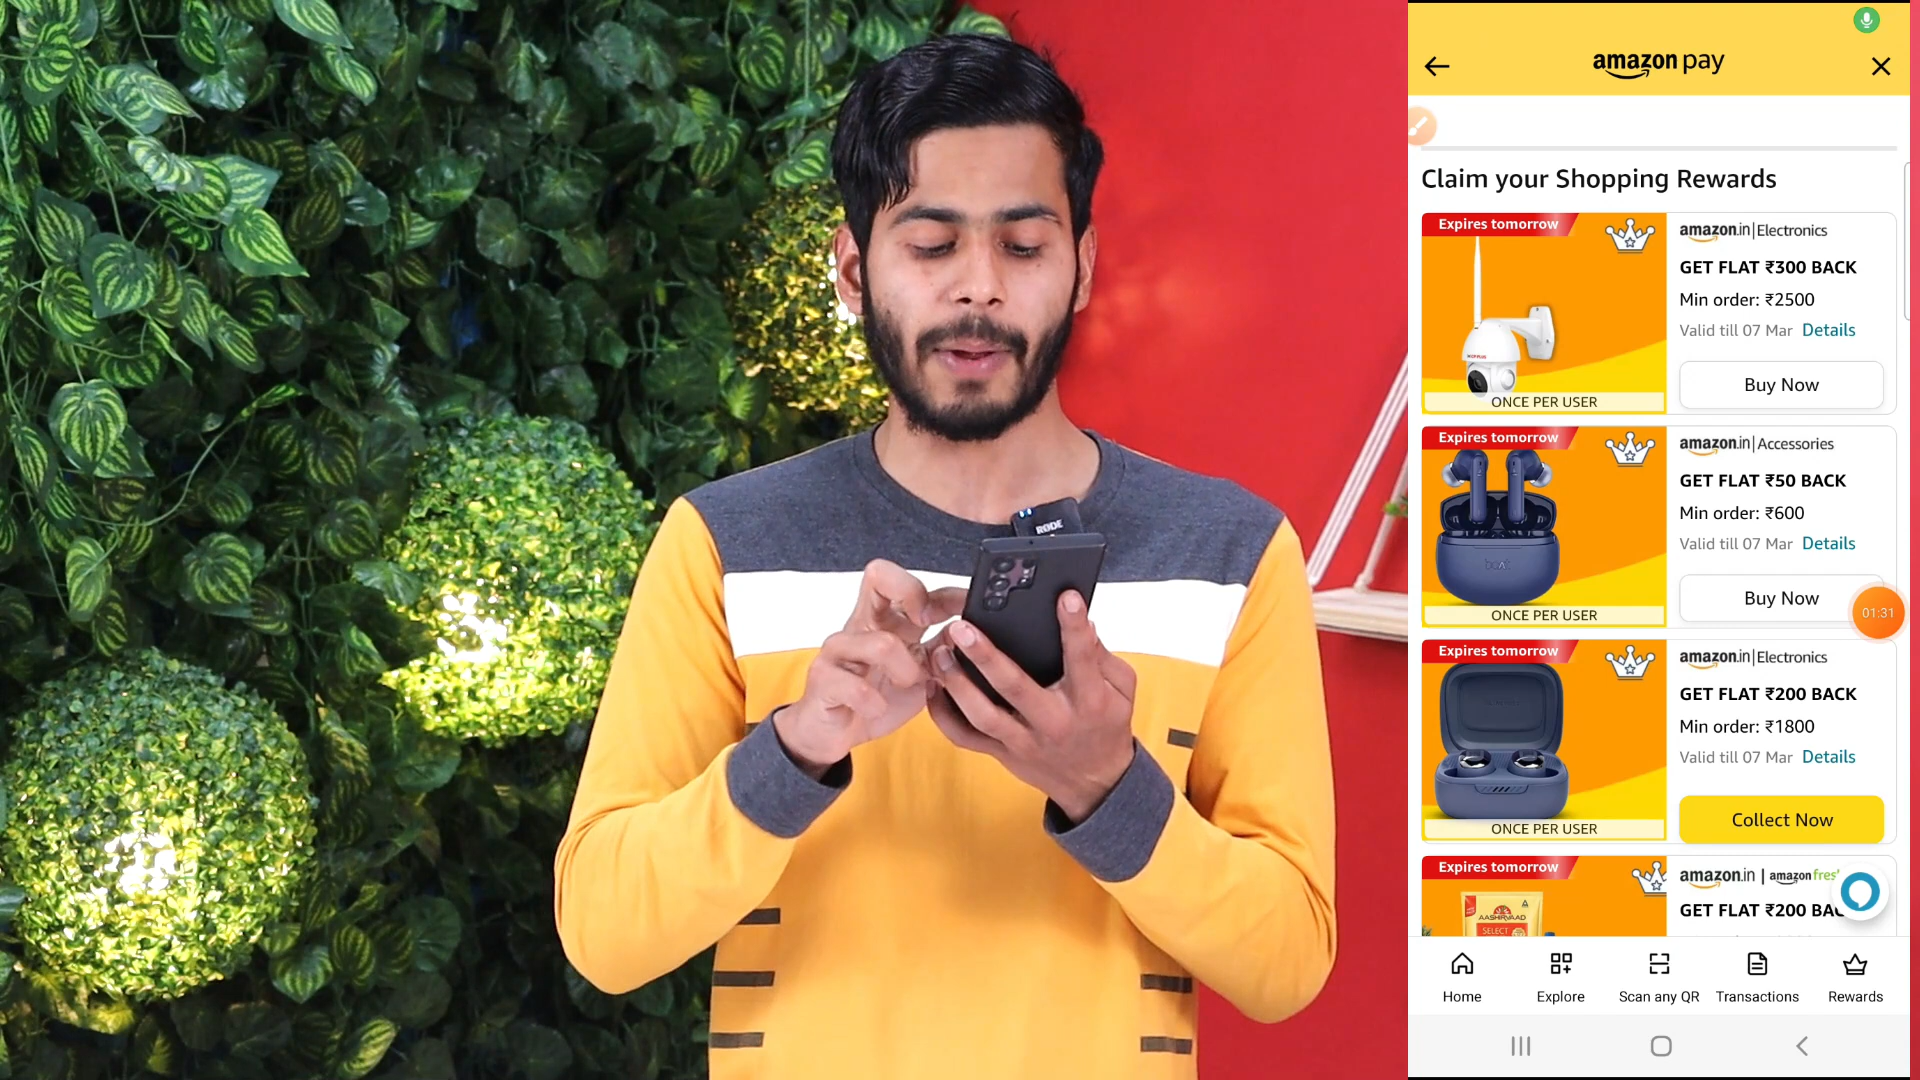 RØDE
amazon pay
Claim your Shopping Rewards
Expires tomorrow
ONCE PER USER
amazon.in|Electronics
GET FLAT ₹300 BACK
Min order: ₹2500
Valid till 07 Mar Details
Buy Now
Expires tomorrow
ONCE PER USER
amazon.in|Accessories
GET FLAT ₹50 BACK
Min order: ₹600
Valid till 07 Mar Details
Buy Now
01:31
Expires tomorrow
ONCE PER USER
amazon.in|Electronics
GET FLAT ₹200 BACK
Min order: ₹1800
Valid till 07 Mar Details
Collect Now
Expires tomorrow
AASHIRVAAD
SELECT
amazon.in | amazon fres
GET FLAT ₹200 BAC
Home
Explore
Scan any QR
Transactions
Rewards